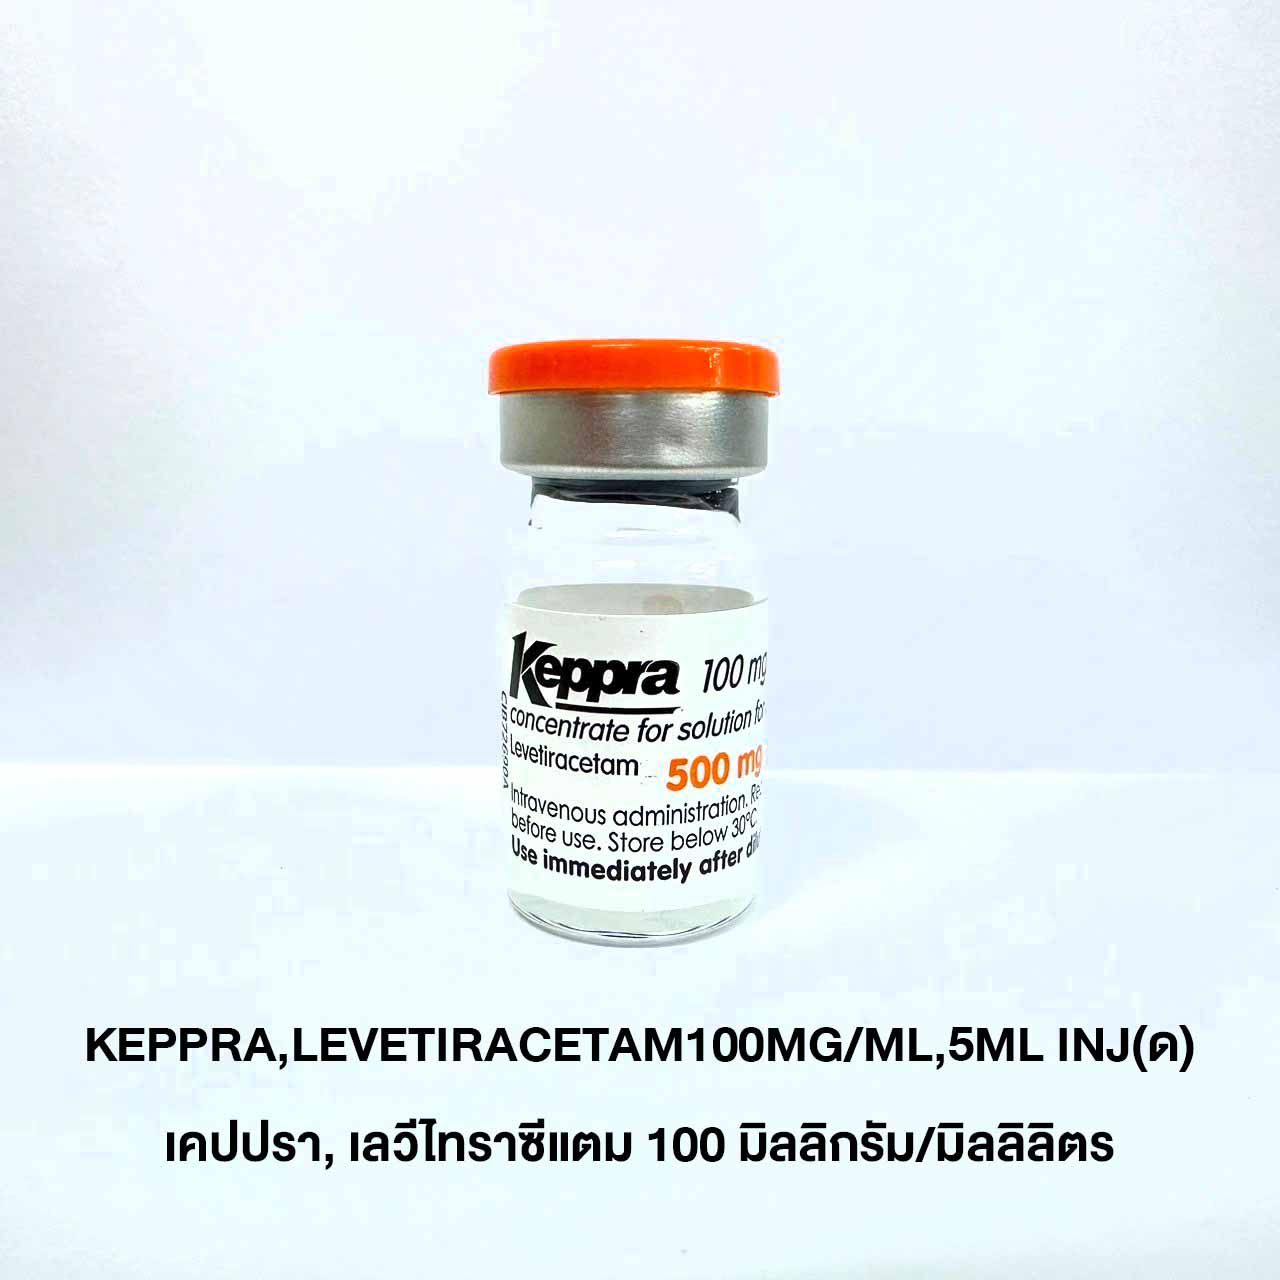 Keppra 100 mg
concentrate for solution for
Levetiracetam 500 mg
Intravenous administration.
before use. Store below 30°C.
Use immediately after
KEPPRA,LEVETIRACETAM100MG/ML,5ML INJ(ด)
เคปปรา, เลวีไทราซีแตม 100 มิลลิกรัม/มิลลิลิตร